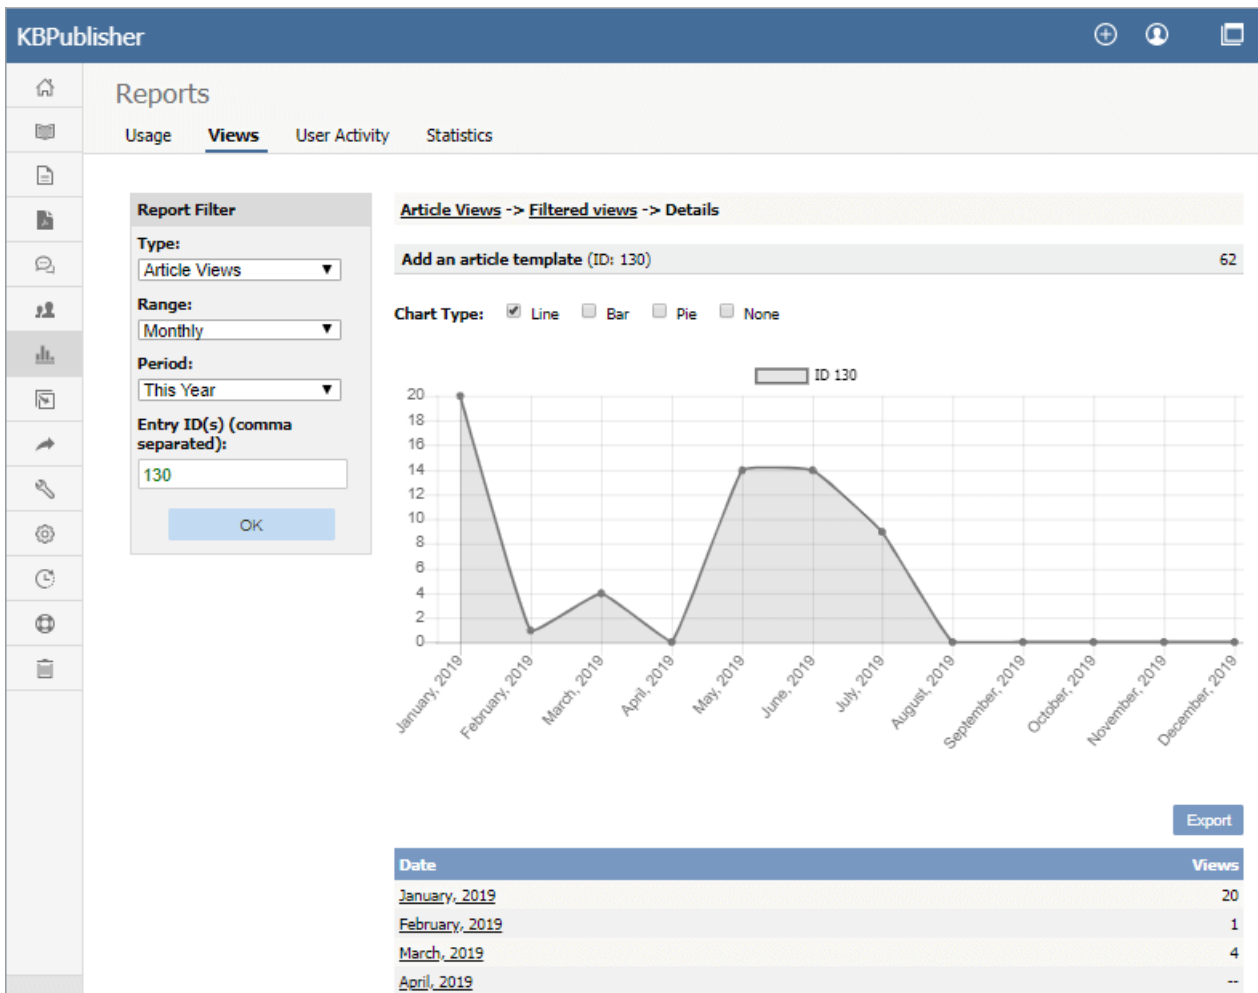 KBPublisher
Reports
Usage Views User Activity Statistics
Report Filter
Type:
Article Views
Range:
Monthly
Period:
This Year
Entry ID(s) (comma
separated):
130
OK
Article Views -> Filtered views -> Details
Add an article template (ID: 130) 62
Chart Type: Line Bar Pie None
ID 130
20
18
16
14
12
10
8
6
4
2
0
January, 2019
February, 2019
March, 2019
April, 2019
May, 2019
June, 2019
July, 2019
August, 2019
September, 2019
October, 2019
November, 2019
December, 2019
Export
Date Views
January, 2019 20
February, 2019 1
March, 2019 4
April, 2019 --